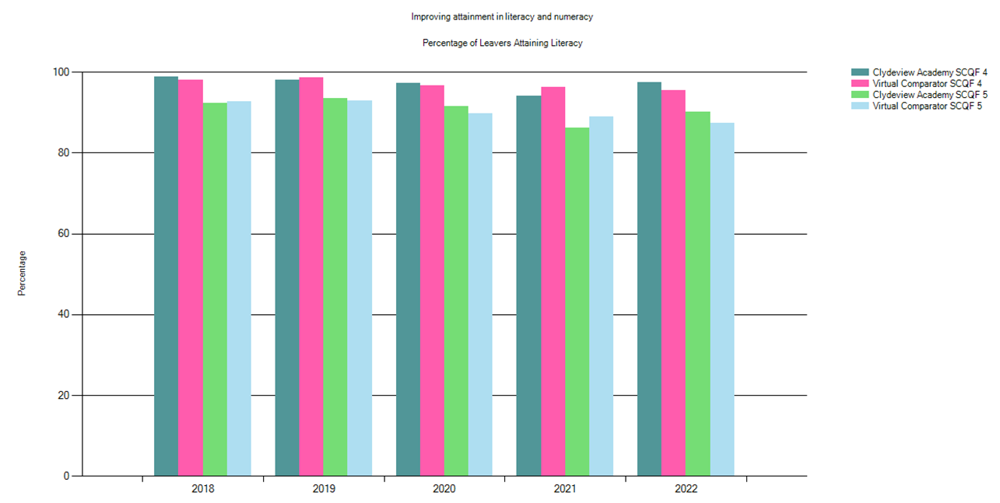 Improving attainment in literacy and numeracy
Percentage of Leavers Attaining Literacy
Clydeview Academy SCQF 4
Virtual Comparator SCQF 4
Clydeview Academy SCQF 5
Virtual Comparator SCQF 5
Percentage
100
80
60
40
20
0
2018 2019 2020 2021 2022